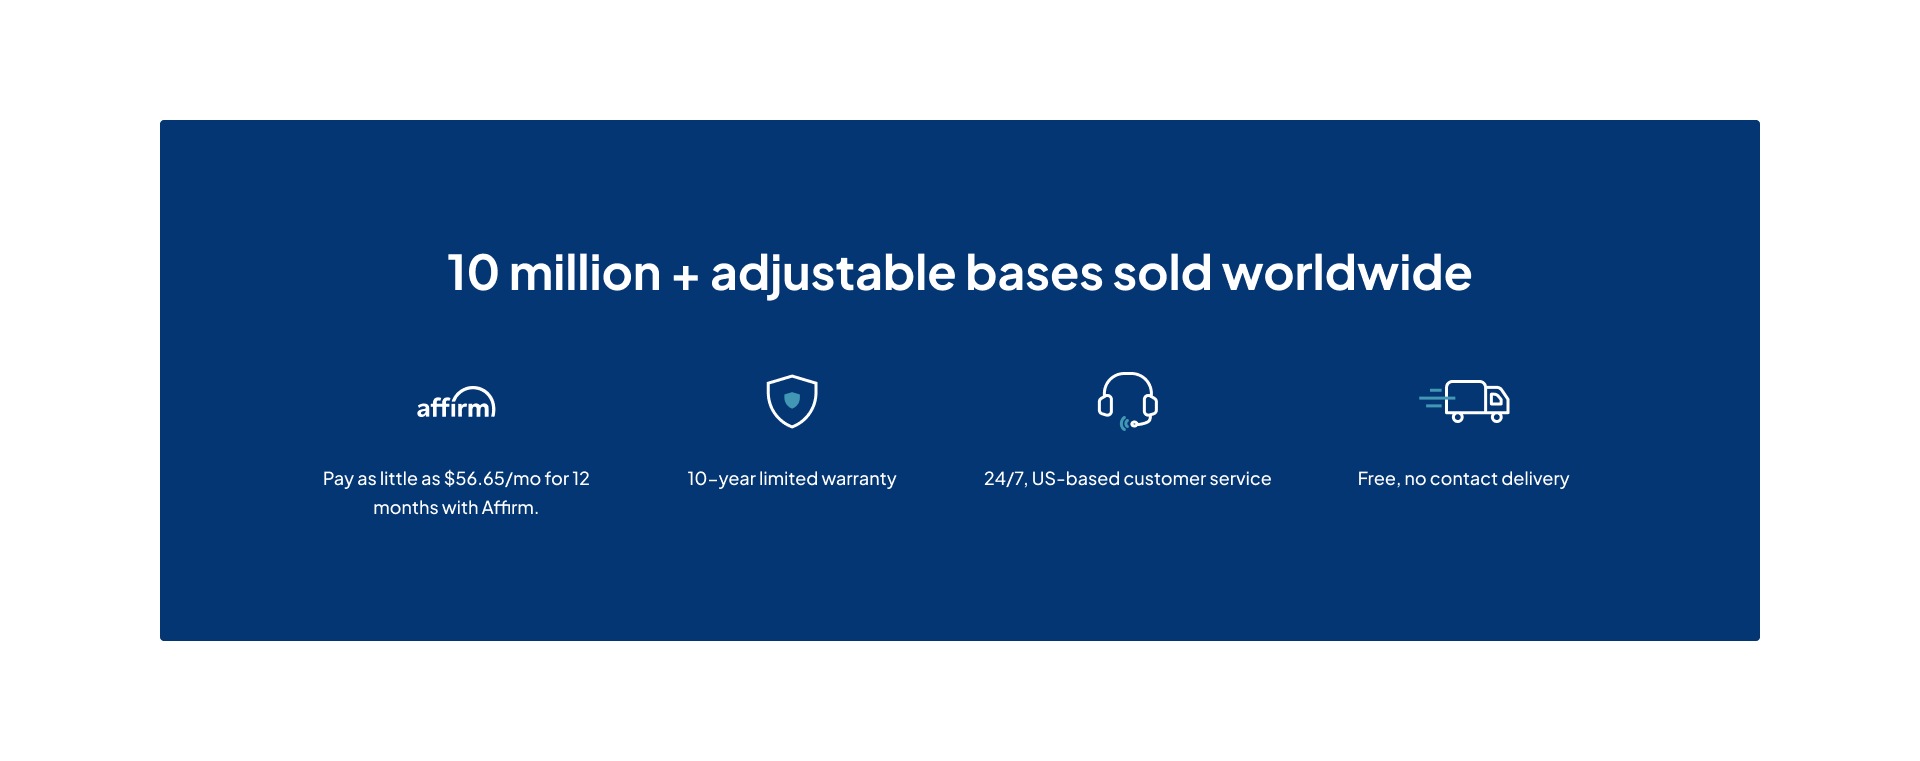 10 million + adjustable bases sold worldwide
affirm
Pay as little as $56.65/mo for 12
months with Affirm.
10-year limited warranty
24/7, US-based customer service
Free, no contact delivery